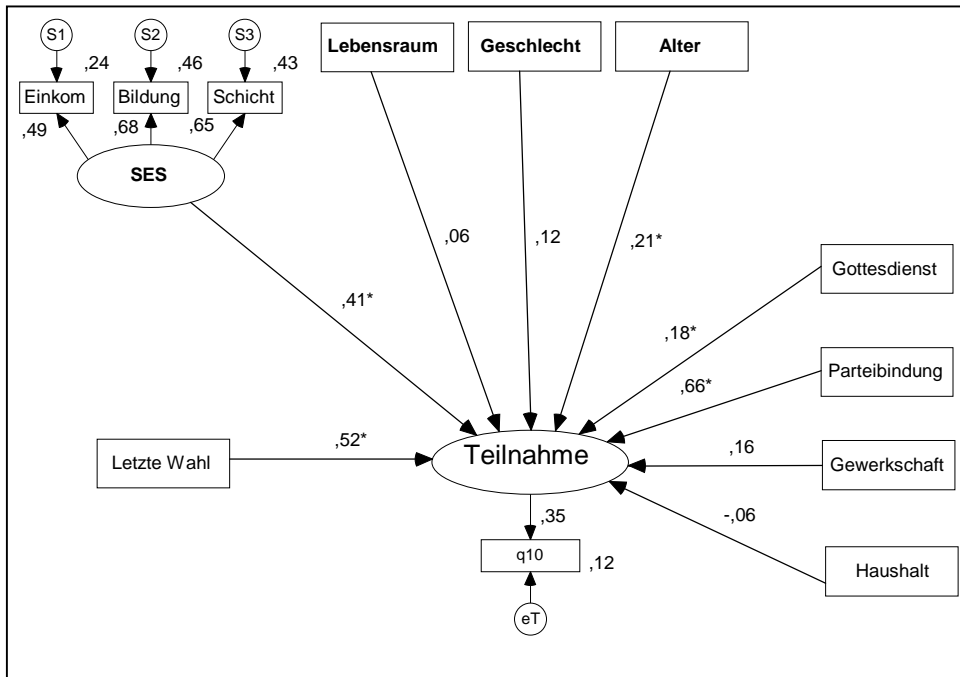 S1 S2 S3
,24 ,46 ,43
Einkom Bildung Schicht
,49 ,68 ,65
SES
Lebensraum Geschlecht Alter
,06 ,12 ,21*
,41*
Gottesdienst
,18*
Parteibindung
,66*
Letzte Wahl
,52*
Teilnahme
,16
Gewerkschaft
-,06
Haushalt
,35
q10
,12
eT